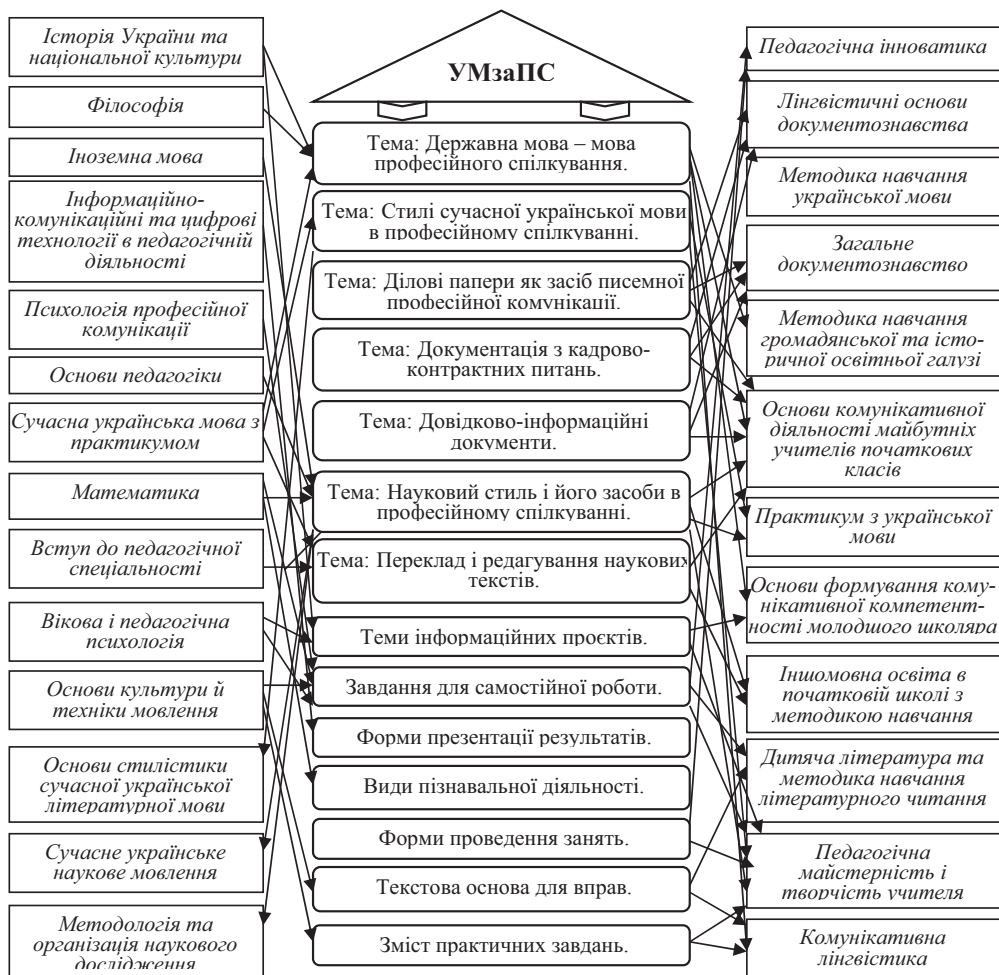 УМзаПС
Історія України та
національної культури
Філософія
Іноземна мова
Інформаційно-
комунікаційні та цифрові
технології в педагогічній
діяльності
Психологія професійної
комунікації
Основи педагогіки
Сучасна українська мова з
практикумом
Математика
Вступ до педагогічної
спеціальності
Вікова і педагогічна
психологія
Основи культури й
техніки мовлення
Основи стилістики
сучасної української
літературної мови
Сучасне українське
наукове мовлення
Методологія та
організація наукового
дослідження
Тема: Державна мова – мова
професійного спілкування.
Тема: Стилі сучасної української мови
в професійному спілкуванні.
Тема: Ділові папери як засіб писемної
професійної комунікації.
Тема: Документація з кадрово-
контрактних питань.
Тема: Довідково-інформаційні
документи.
Тема: Науковий стиль і його засоби в
професійному спілкуванні.
Тема: Переклад і редагування наукових
текстів.
Теми інформаційних проєктів.
Завдання для самостійної роботи.
Форми презентації результатів.
Види пізнавальної діяльності.
Форми проведення занять.
Текстова основа для вправ.
Зміст практичних завдань.
Педагогічна інноватика
Лінгвістичні основи
документознавства
Методика навчання
української мови
Загальне
документознавство
Методика навчання
громадянської та істо-
ричної освітньої галузі
Основи комунікативної
діяльності майбутніх
учителів початкових
класів
Практикум з української
мови
Основи формування кому-
нікативної компетент-
ності молодшого школяра
Іншомовна освіта в
початковій школі з
методикою навчання
Дитяча література та
методика навчання
літературного читання
Педагогічна
майстерність і
творчість учителя
Комунікативна
лінгвістика